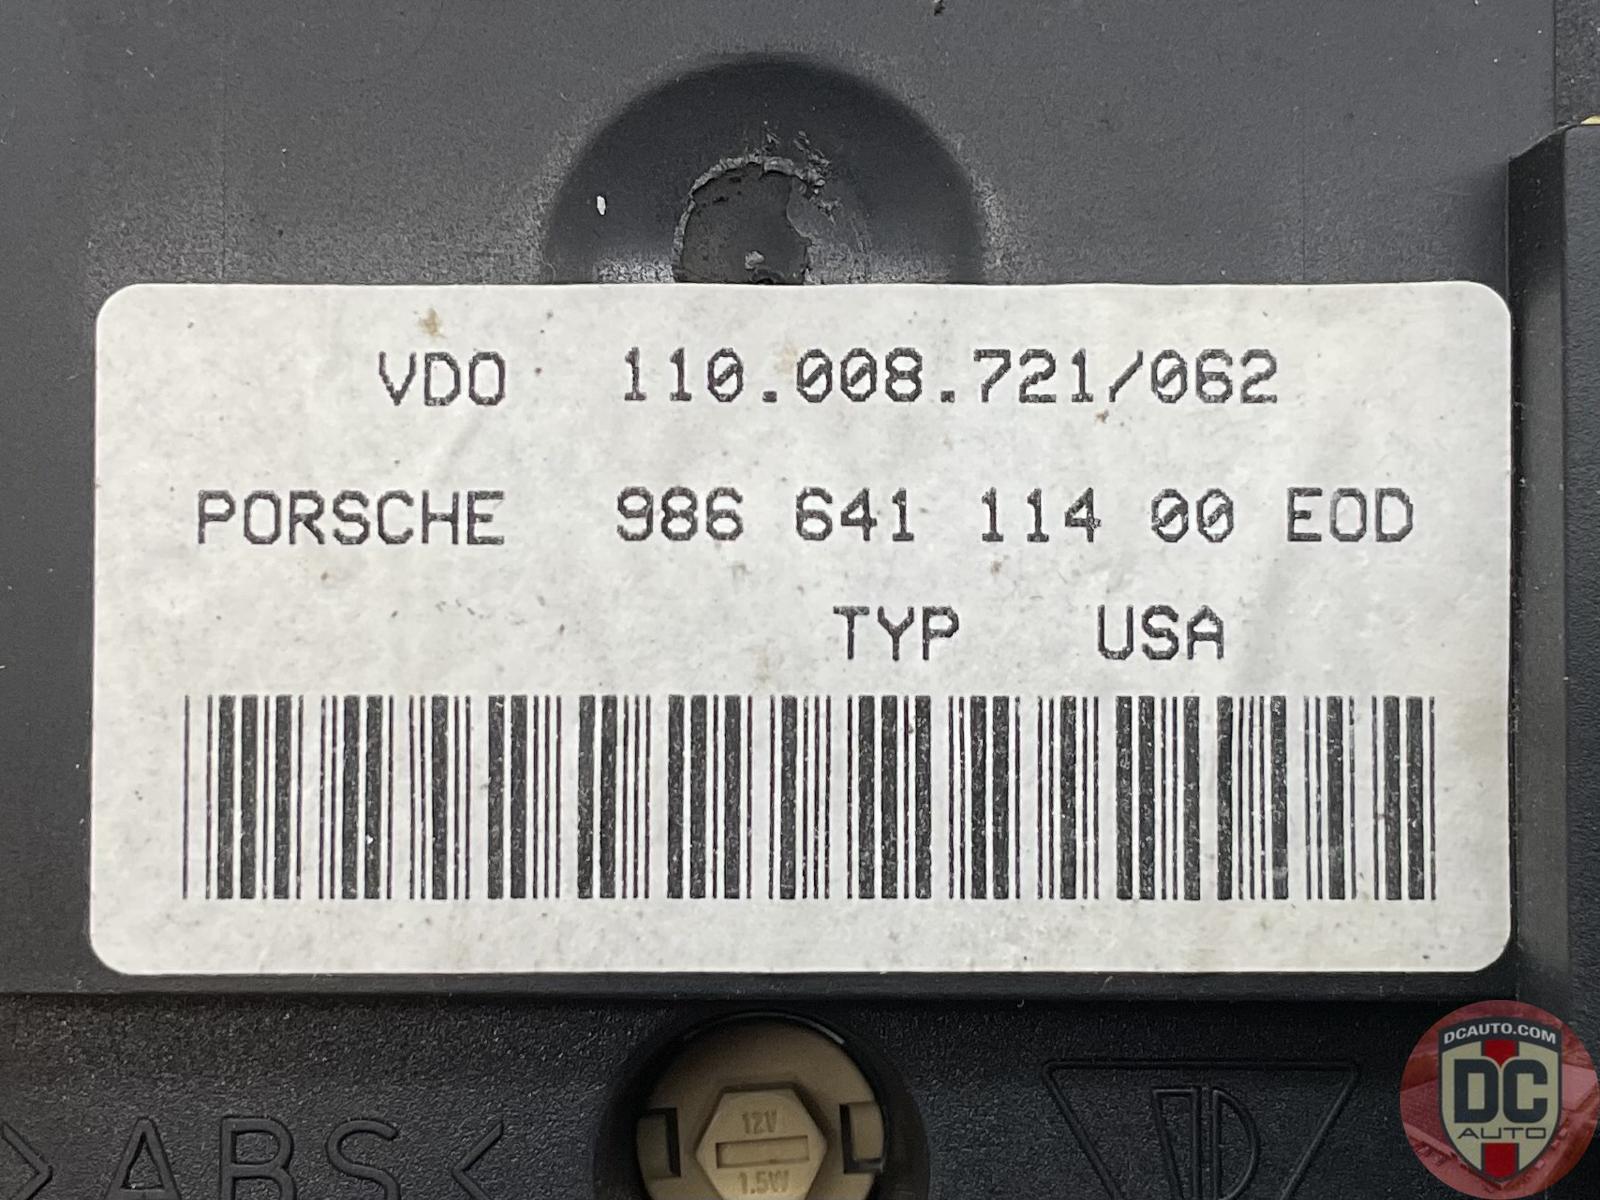 VDO 110.008.721/062
PORSCHE 986 641 114 00 EOD
TYP USA
12V
1.5W
>ABS<
DCAUTO.COM
DC
AUTO